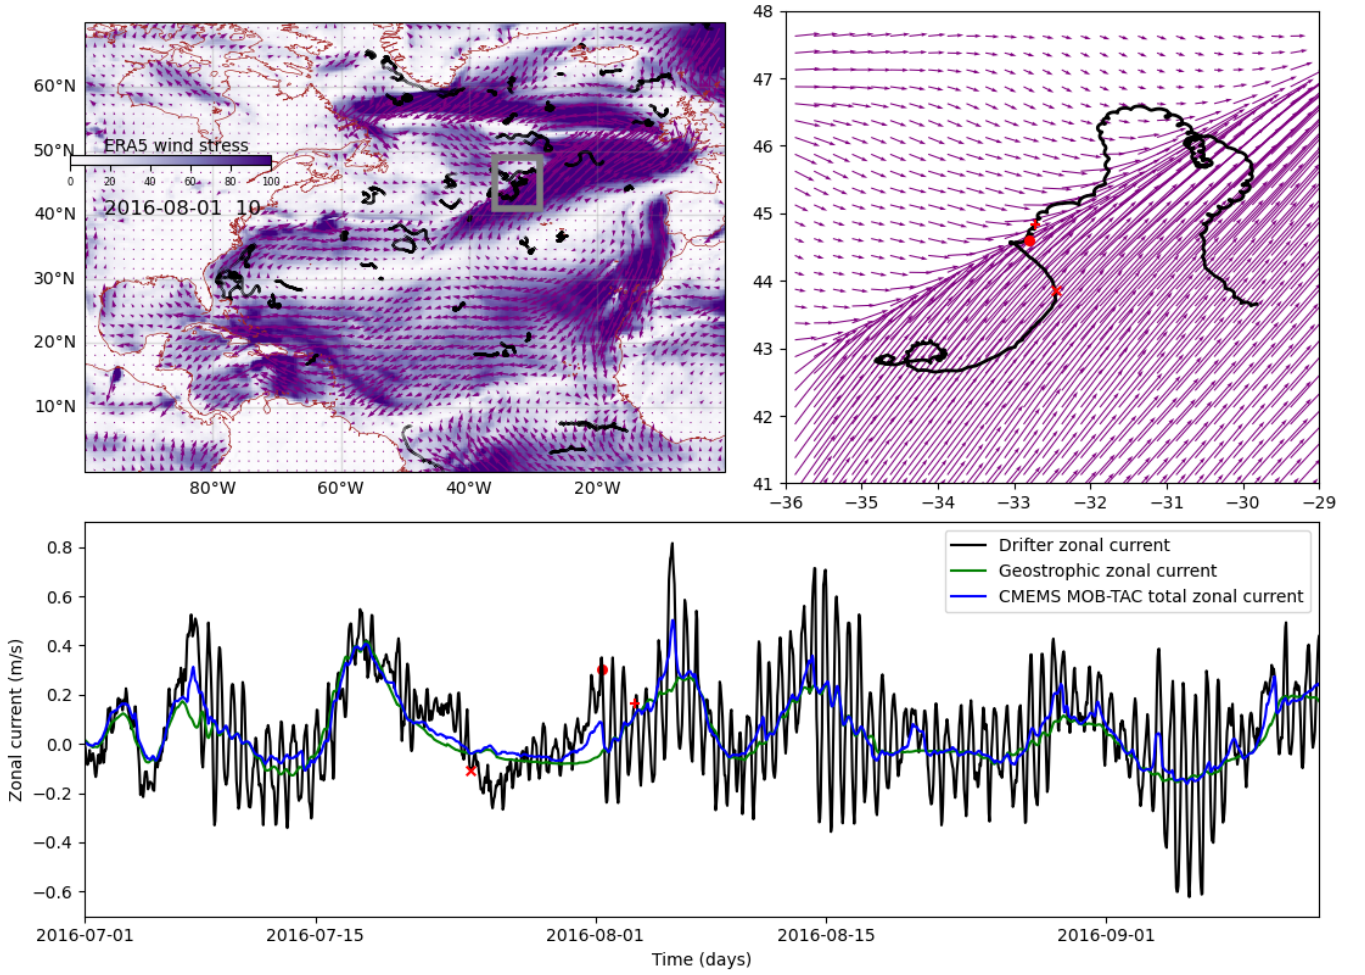 60°N
50°N
40°N
30°N
20°N
10°N
80°W
60°W
40°W
20°W
ERA5 wind stress
0 20 40 60 80 100
2016-08-01 10
48
47
46
45
44
43
42
41
−36 −35 −34 −33 −32 −31 −30 −29
Zonal current (m/s)
0.8
0.6
0.4
0.2
0.0
−0.2
−0.4
−0.6
Drifter zonal current
Geostrophic zonal current
CMEMS MOB-TAC total zonal current
2016-07-01 2016-07-15 2016-08-01 2016-08-15 2016-09-01
Time (days)